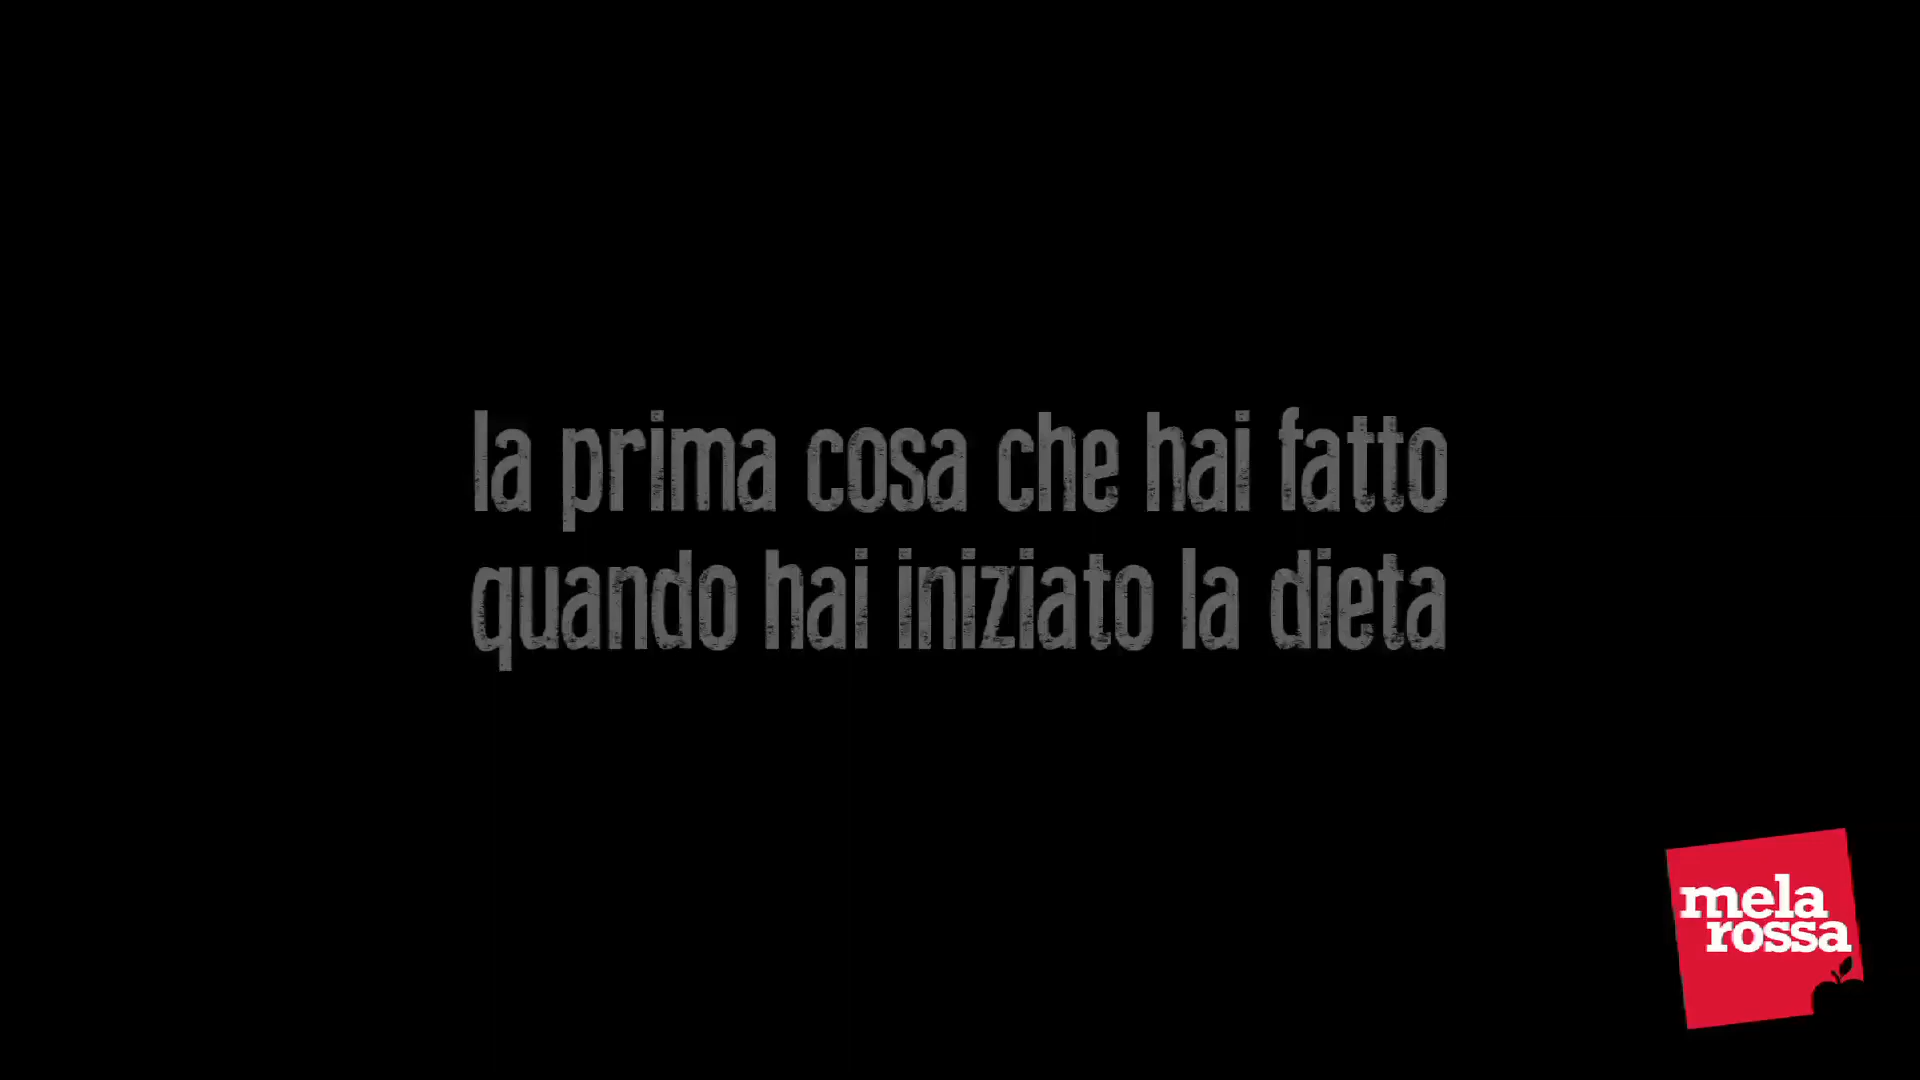 la prima cosa che hai fatto
quando hai iniziato la dieta
mela
rossa